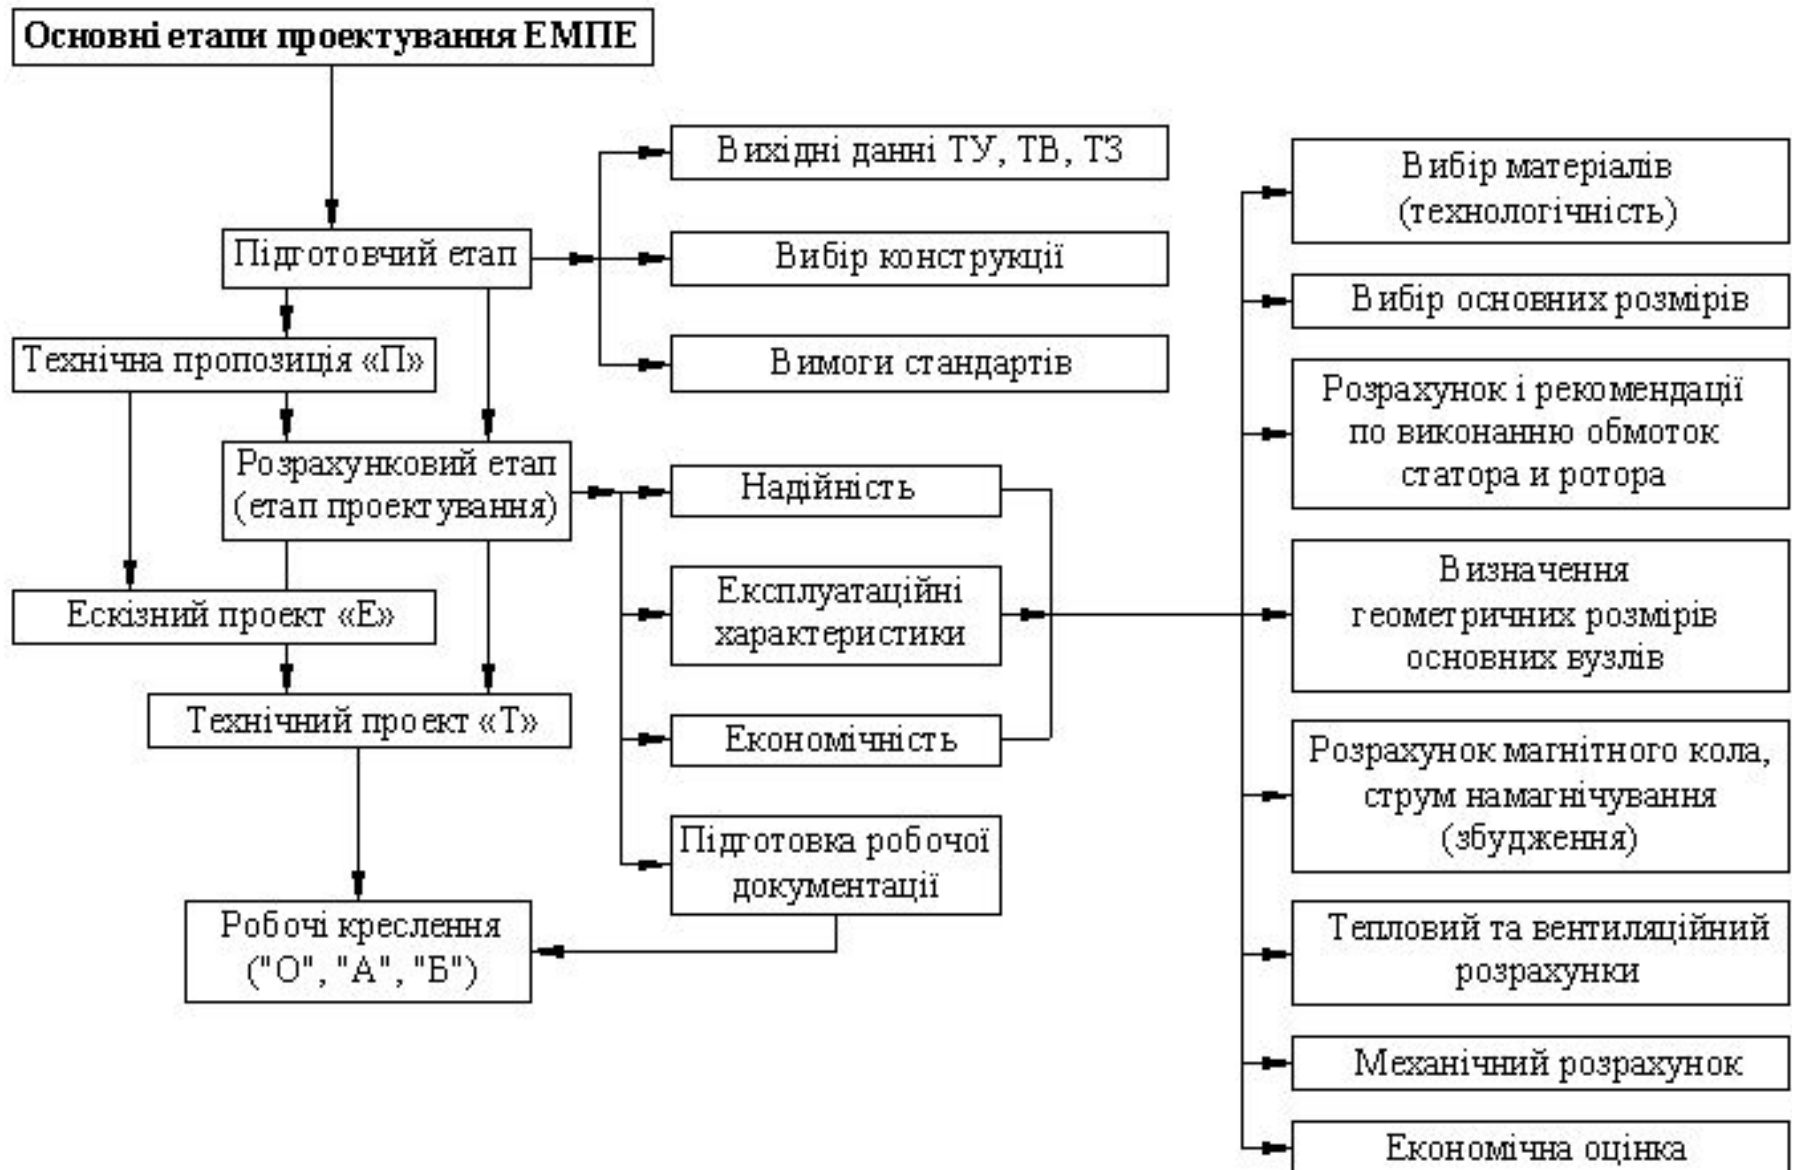 Основні етапи проектування ЕМПЕ
Підготовчий етап
Технічна пропозиція «П»
Розрахунковий етап
(етап проектування)
Ескізний проект «Е»
Технічний проект «Т»
Робочі креслення
("О", "А", "Б")
Вихідні данні ТУ, ТВ, ТЗ
Вибір конструкції
Вимоги стандартів
Надійність
Експлуатаційні
характеристики
Економічність
Підготовка робочої
документації
Вибір матеріалів
(технологічність)
Вибір основних розмірів
Розрахунок і рекомендації
по виконанню обмоток
статора и ротора
Визначення
геометричних розмірів
основних вузлів
Розрахунок магнітного кола,
струм намагнічування
(збудження)
Тепловий та вентиляційний
розрахунки
Механічний розрахунок
Економічна оцінка